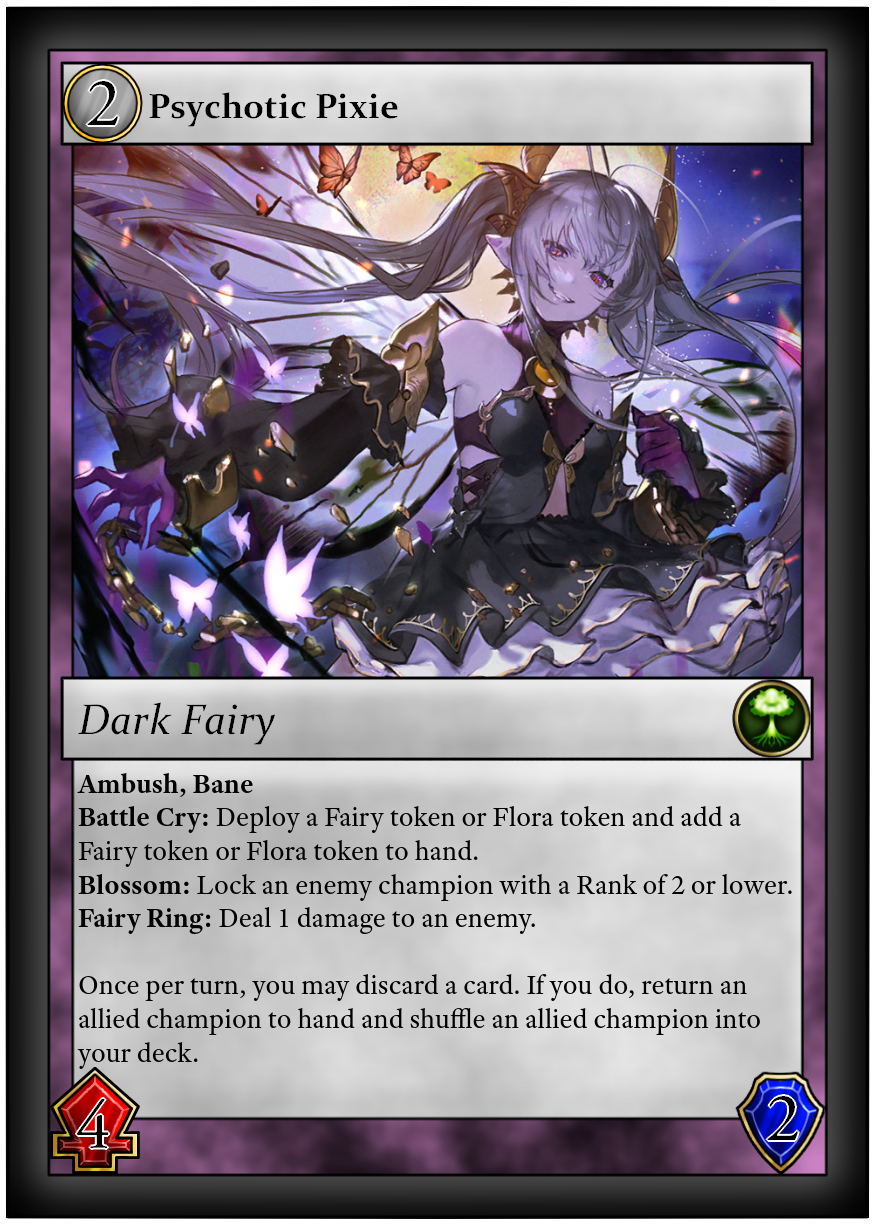 2 Psychotic Pixie
Dark Fairy
Ambush, Bane
Battle Cry: Deploy a Fairy token or Flora token and add a
Fairy token or Flora token to hand.
Blossom: Lock an enemy champion with a Rank of 2 or lower.
Fairy Ring: Deal 1 damage to an enemy.
Once per turn, you may discard a card. If you do, return an
allied champion to hand and shuffle an allied champion into
your deck.
4 2